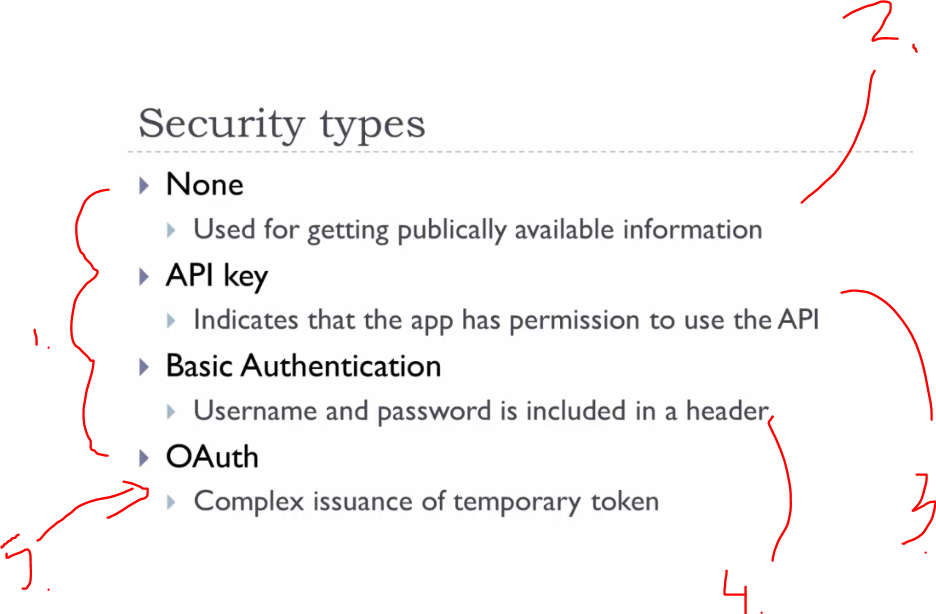 2.
Security types
None
Used for getting publically available information
API key
Indicates that the app has permission to use the API
1.
Basic Authentication
Username and password is included in a header
OAuth
Complex issuance of temporary token
3.
5.
4.